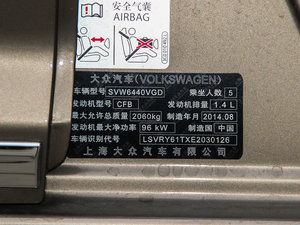 安全气囊
AIRBAG
大众汽车(VOLKSWAGEN)
车辆型号 SVW6440VGD 乘坐人数 5
发动机型号 CFB 发动机排量 1.4 L
最大允许总质量 2060kg 制造年月 2014.08
发动机最大净功率 96 kW 制造国 中国
车辆识别代号 LSVRY61TXE2030126
上海大众汽车有限公司